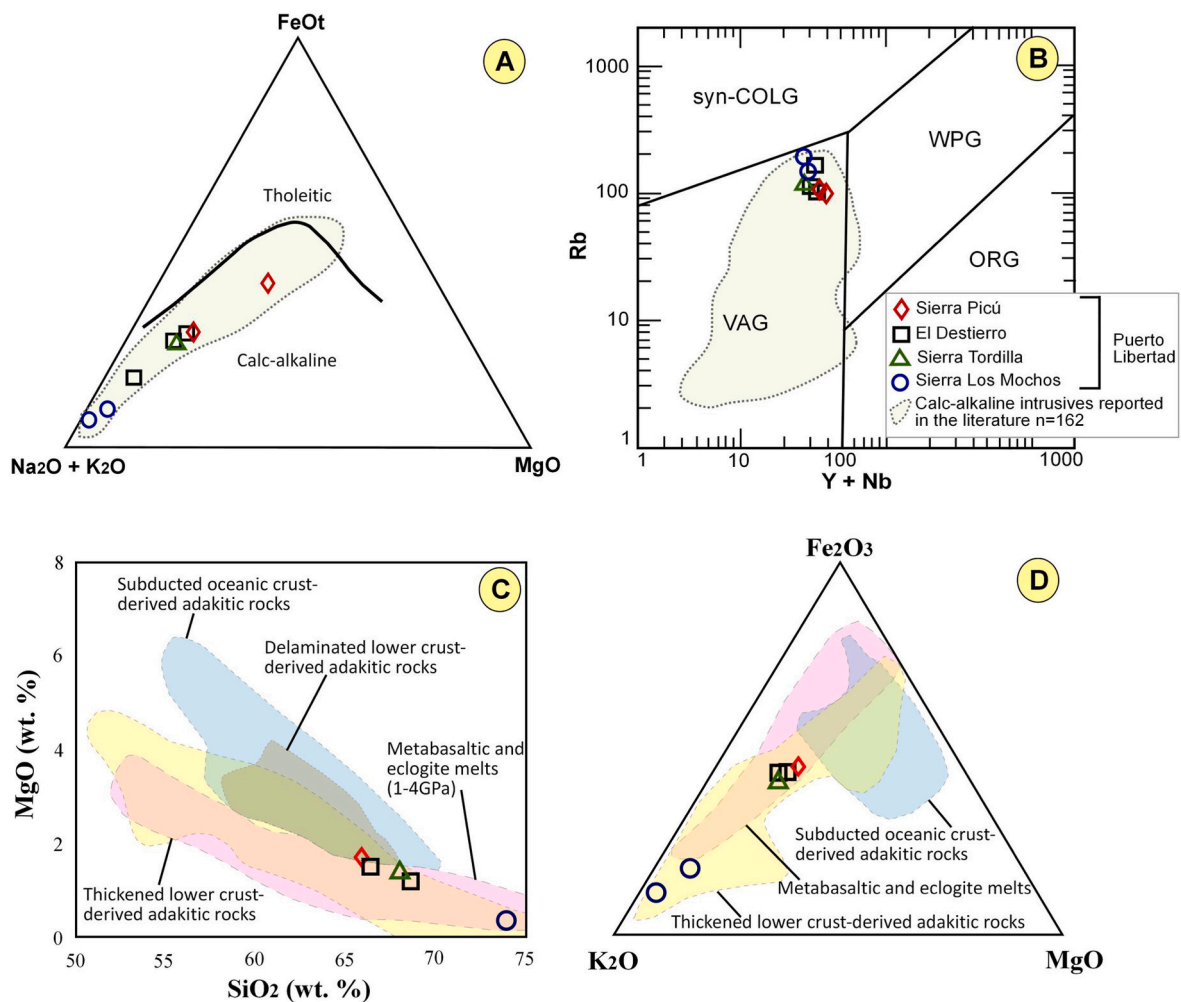 FeOt
A
Tholeitic
Calc-alkaline
Na2O + K2O
MgO
B
1000
syn-COLG
WPG
100
Rb
ORG
10
VAG
1
1
10
100
1000
Y + Nb
Sierra Picú
El Destierro
Sierra Tordilla
Sierra Los Mochos
Puerto
Libertad
Calc-alkaline intrusives reported
in the literature n=162
C
8
6
4
2
0
MgO (wt. %)
Subducted oceanic crust-
derived adakitic rocks
Delaminated lower crust-
derived adakitic rocks
Metabasaltic and
eclogite melts
(1-4GPa)
Thickened lower crust-
derived adakitic rocks
50
55
60
65
70
75
SiO2 (wt. %)
Fe2O3
D
Subducted oceanic crust-
derived adakitic rocks
Metabasaltic and eclogite melts
Thickened lower crust-derived adakitic rocks
K2O
MgO